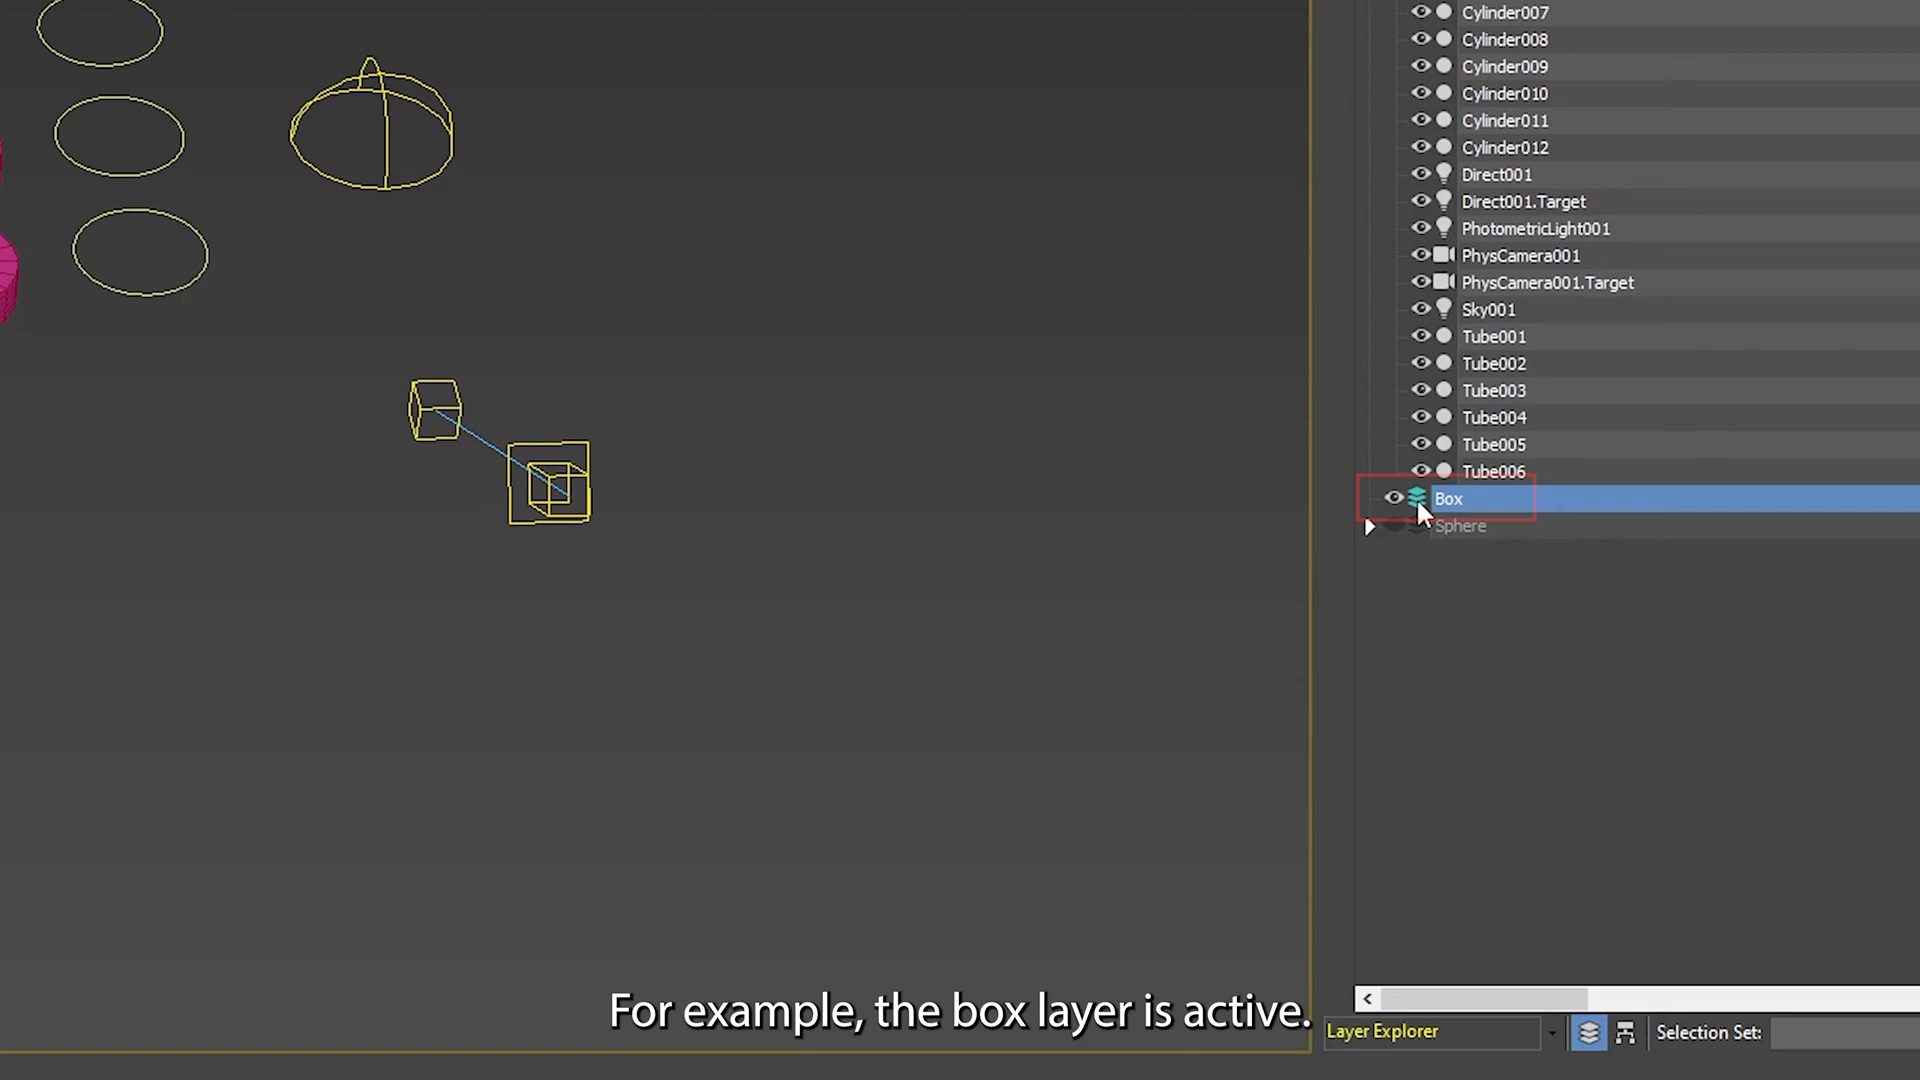 Cylinder007
Cylinder008
Cylinder009
Cylinder010
Cylinder011
Cylinder012
Direct001
Direct001.Target
PhotometricLight001
PhysCamera001
PhysCamera001.Target
Sky001
Tube001
Tube002
Tube003
Tube004
Tube005
Tube006
Box
Sphere
For example, the box layer is active.
Layer Explorer
Selection Set: